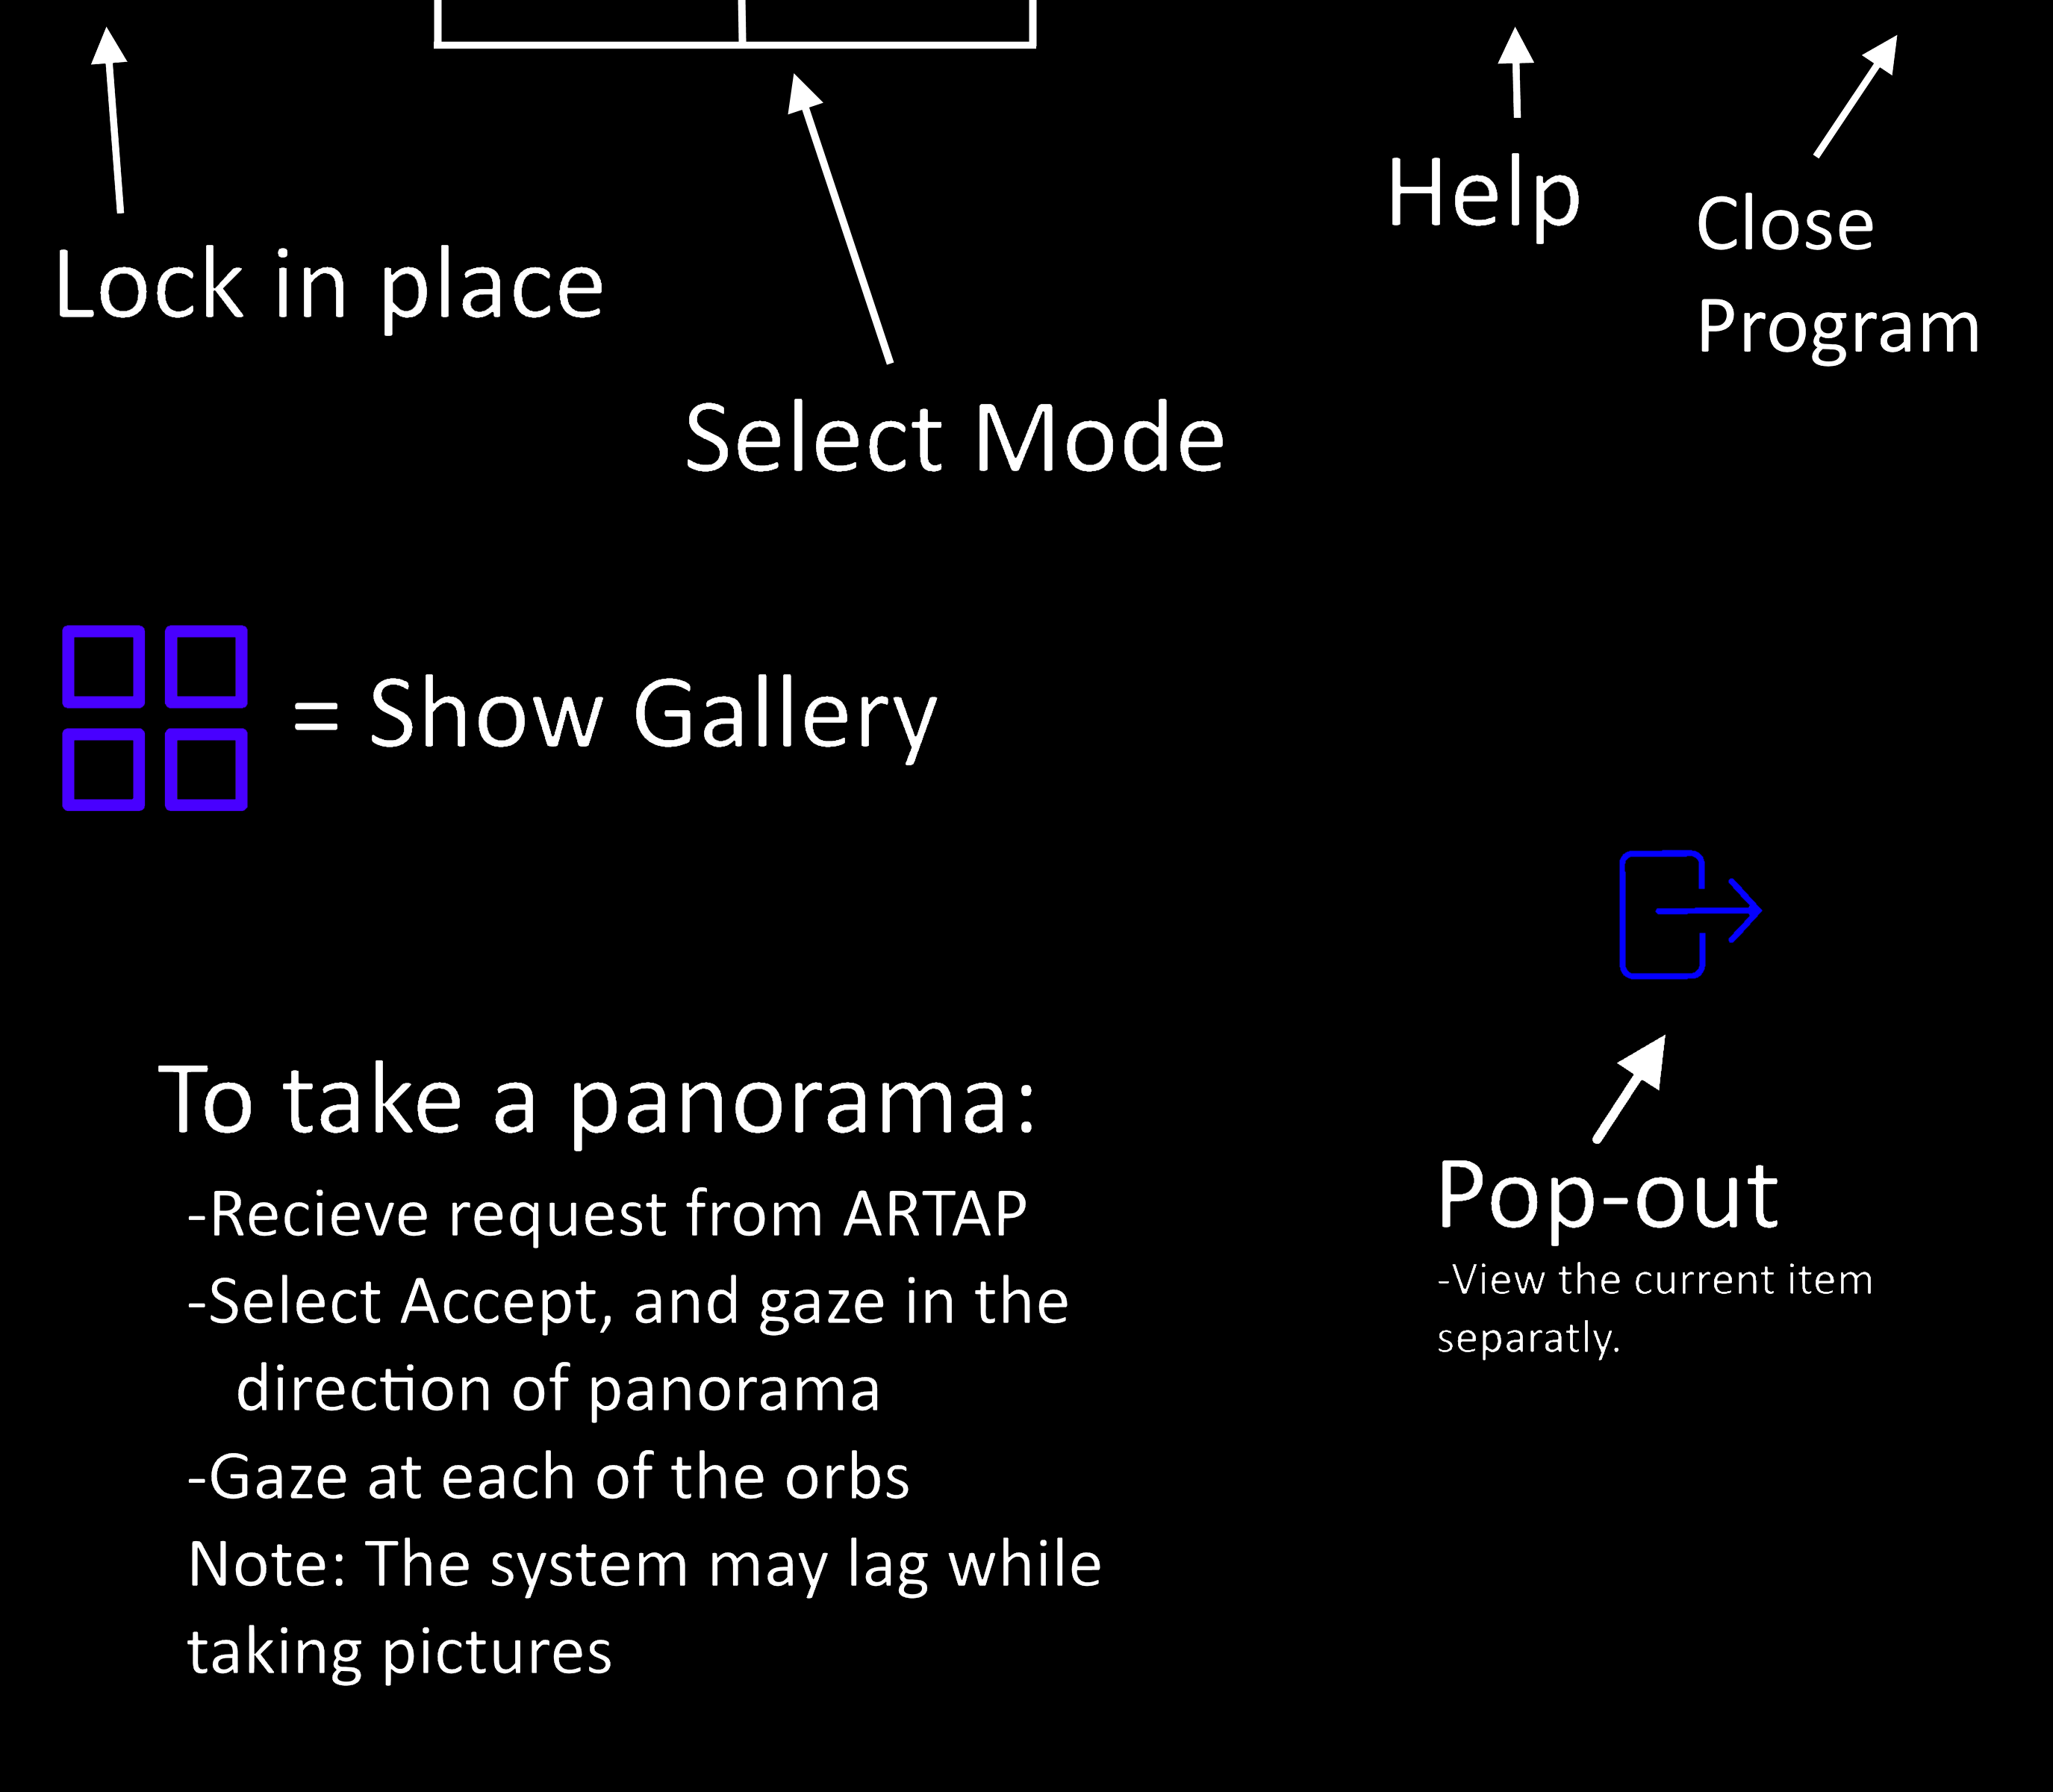 Help
Close
Program
Lock in place
Select Mode
= Show Gallery
To take a panorama:
-Recieve request from ARTAP
-Select Accept, and gaze in the
direction of panorama
-Gaze at each of the orbs
Note: The system may lag while
taking pictures
Pop-out
-View the current item
separatly.